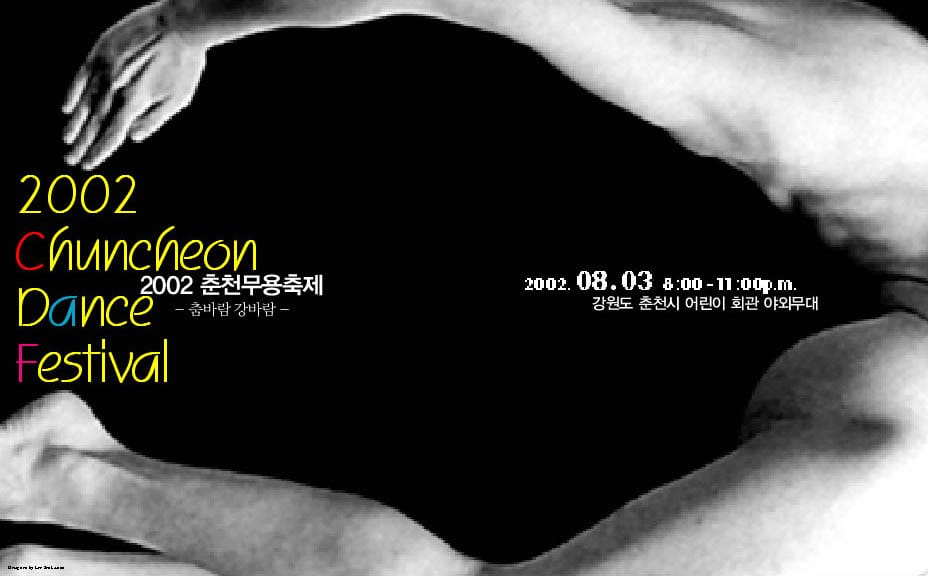 2002
Chuncheon
Dance
Festival
2002 춘천무용축제
– 춤바람 강바람 –
2002. 08.03 8:00-11:00p.m.
강원도 춘천시 어린이 회관 야외무대